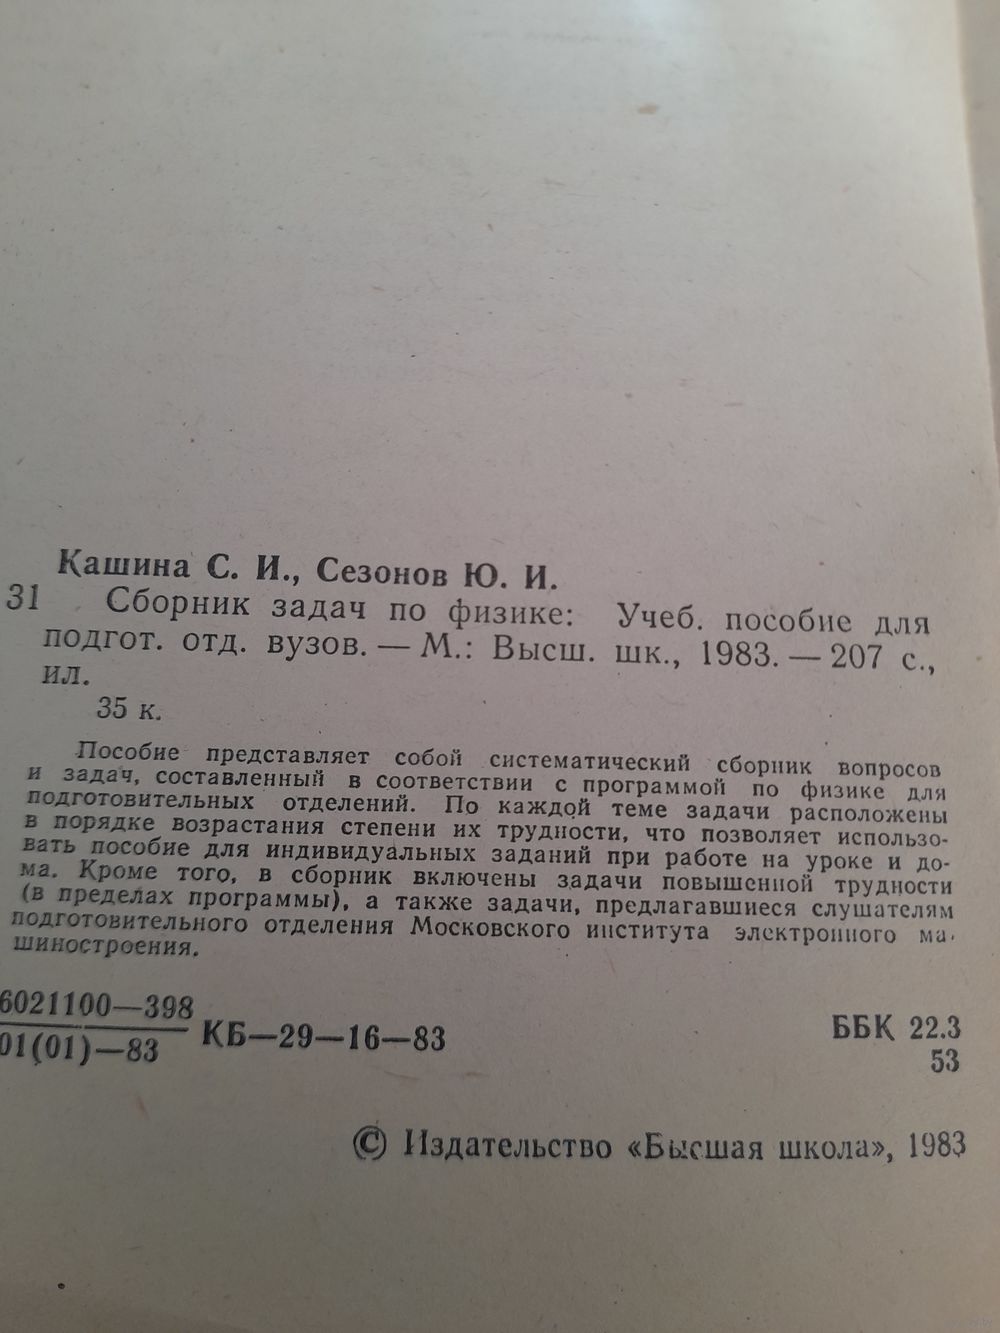 Кашина С. И., Сезонов Ю. И.
31 Сборник задач по физике: Учеб. пособие для
подгот. отд. вузов. — М.: Высш. шк., 1983. — 207 с.,
ил.
35 к.
Пособие представляет собой систематический сборник вопросов
и задач, составленный в соответствии с программой по физике для
подготовительных отделений. По каждой теме задачи расположены
в порядке возрастания степени их трудности, что позволяет использо-
вать пособие для индивидуальных заданий при работе на уроке и до-
ма. Кроме того, в сборник включены задачи повышенной трудности
(в пределах программы), а также задачи, предлагавшиеся слушателям
подготовительного отделения Московского института электронного ма-
шиностроения.
6021100—398
01(01)—83 КБ—29—16—83
ББК 22.3
53
© Издательство «Высшая школа», 1983